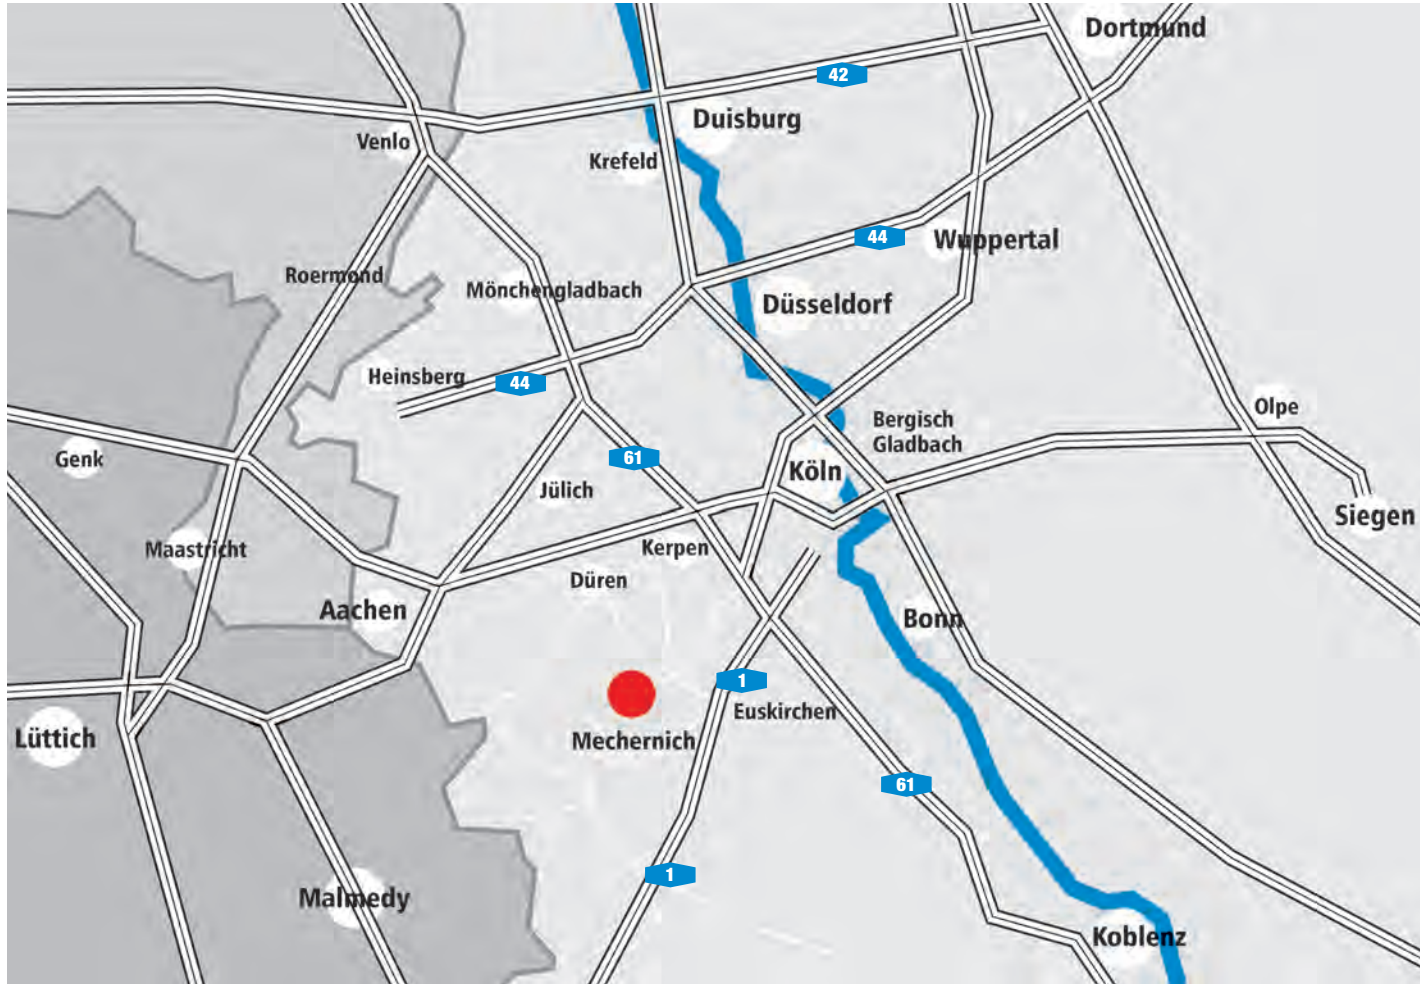 Dortmund
42
Duisburg
Venlo
Krefeld
44
Wuppertal
Roermond
Mönchengladbach
Düsseldorf
Heinsberg
44
Olpe
Bergisch
Gladbach
Genk
61
Köln
Jülich
Siegen
Maastricht
Kerpen
Düren
Aachen
Bonn
1
Euskirchen
Lüttich
Mechernich
61
1
Malmedy
Koblenz